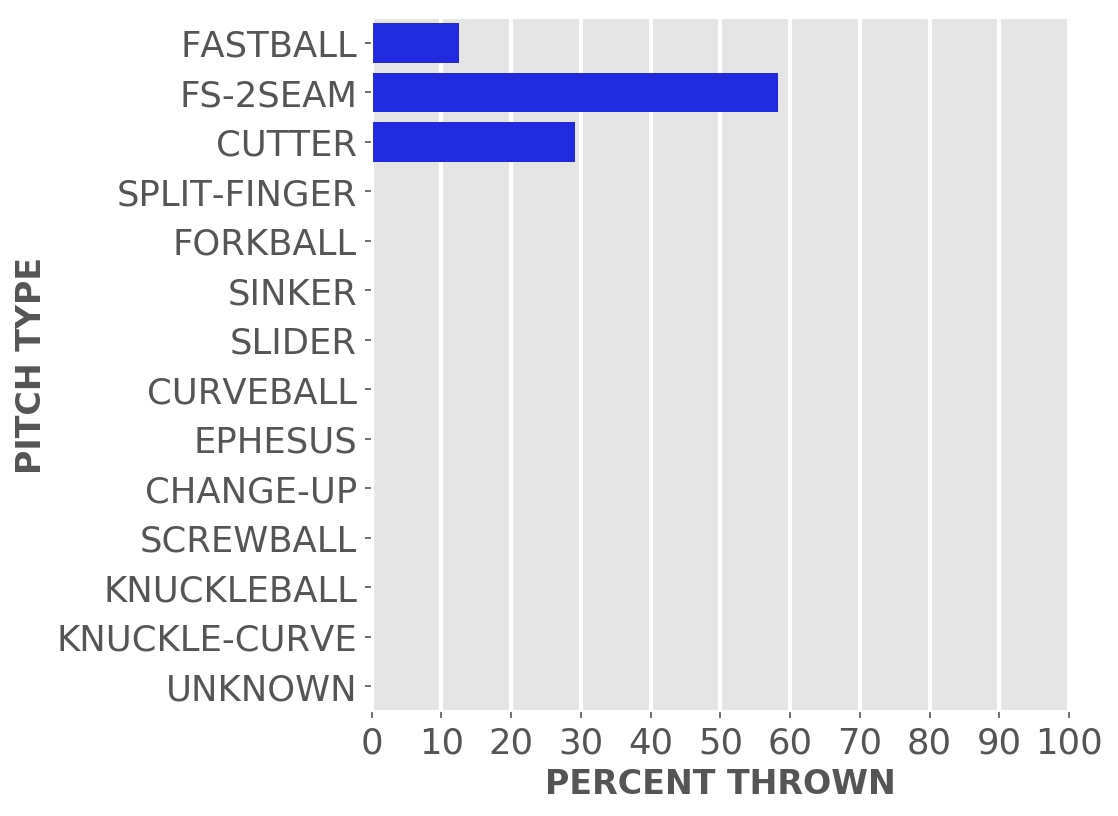 FASTBALL
FS-2SEAM
CUTTER
SPLIT-FINGER
FORKBALL
SINKER
SLIDER
CURVEBALL
EPHESUS
CHANGE-UP
SCREWBALL
KNUCKLEBALL
KNUCKLE-CURVE
UNKNOWN
PITCH TYPE
0 10 20 30 40 50 60 70 80 90 100
PERCENT THROWN